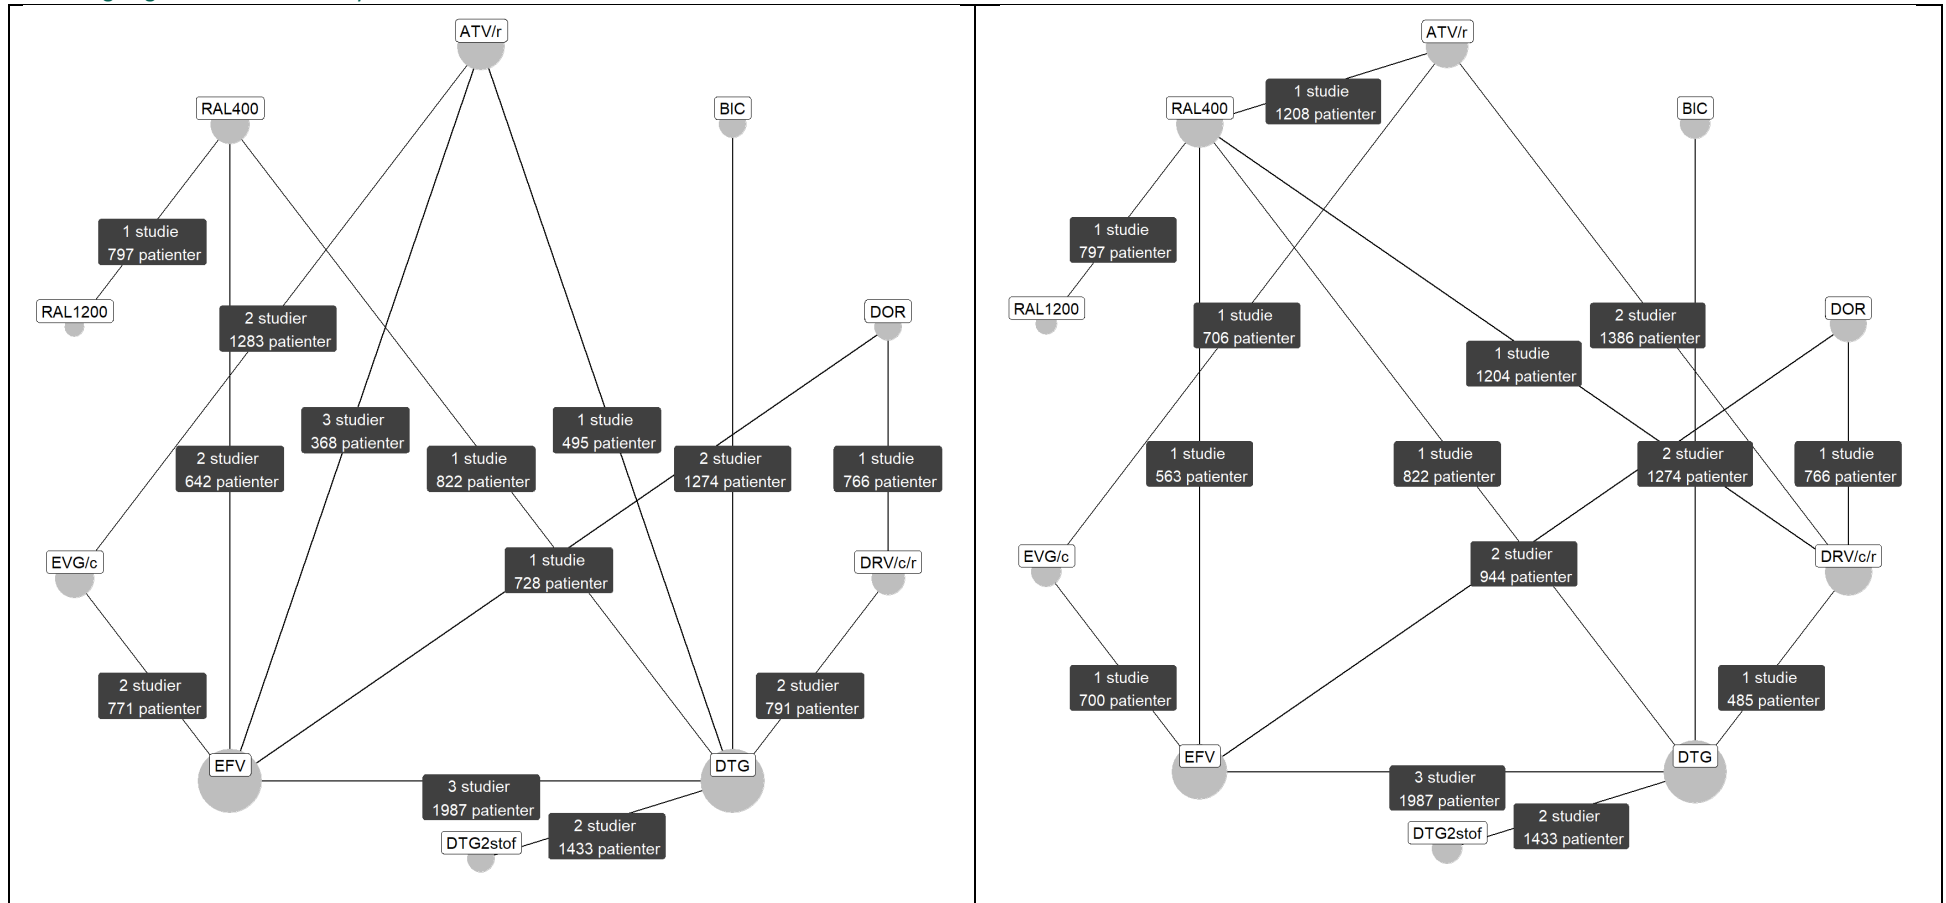 ATV/r
RAL400
BIC
1 studie
797 patienter
RAL1200
2 studier
1283 patienter
DOR
3 studier
368 patienter
1 studie
495 patienter
2 studier
642 patienter
1 studie
822 patienter
2 studier
1274 patienter
1 studie
766 patienter
EVG/c
1 studie
728 patienter
DRV/c/r
2 studier
771 patienter
2 studier
791 patienter
EFV
DTG
3 studier
1987 patienter
2 studier
1433 patienter
DTG2stof
ATV/r
1 studie
1208 patienter
RAL400
BIC
1 studie
797 patienter
RAL1200
1 studie
706 patienter
2 studier
1386 patienter
DOR
1 studie
1204 patienter
1 studie
563 patienter
1 studie
822 patienter
2 studier
1274 patienter
1 studie
766 patienter
EVG/c
2 studier
944 patienter
DRV/c/r
1 studie
700 patienter
1 studie
485 patienter
EFV
DTG
3 studier
1987 patienter
2 studier
1433 patienter
DTG2stof